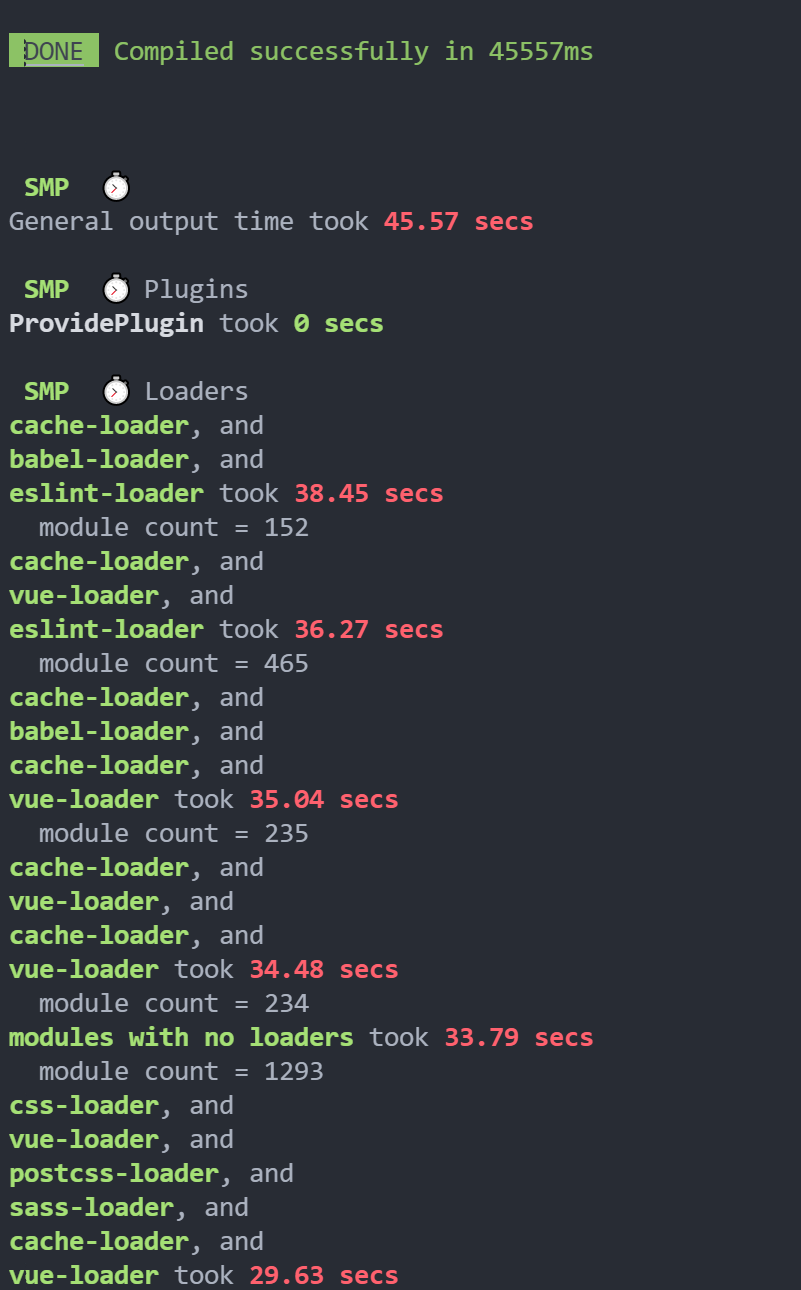 DONE Compiled successfully in 45557ms
SMP ⏱
General output time took 45.57 secs
SMP ⏱ Plugins
ProvidePlugin took 0 secs
SMP ⏱ Loaders
cache-loader, and
babel-loader, and
eslint-loader took 38.45 secs
module count = 152
cache-loader, and
vue-loader, and
eslint-loader took 36.27 secs
module count = 465
cache-loader, and
babel-loader, and
cache-loader, and
vue-loader took 35.04 secs
module count = 235
cache-loader, and
vue-loader, and
cache-loader, and
vue-loader took 34.48 secs
module count = 234
modules with no loaders took 33.79 secs
module count = 1293
css-loader, and
vue-loader, and
postcss-loader, and
sass-loader, and
cache-loader, and
vue-loader took 29.63 secs